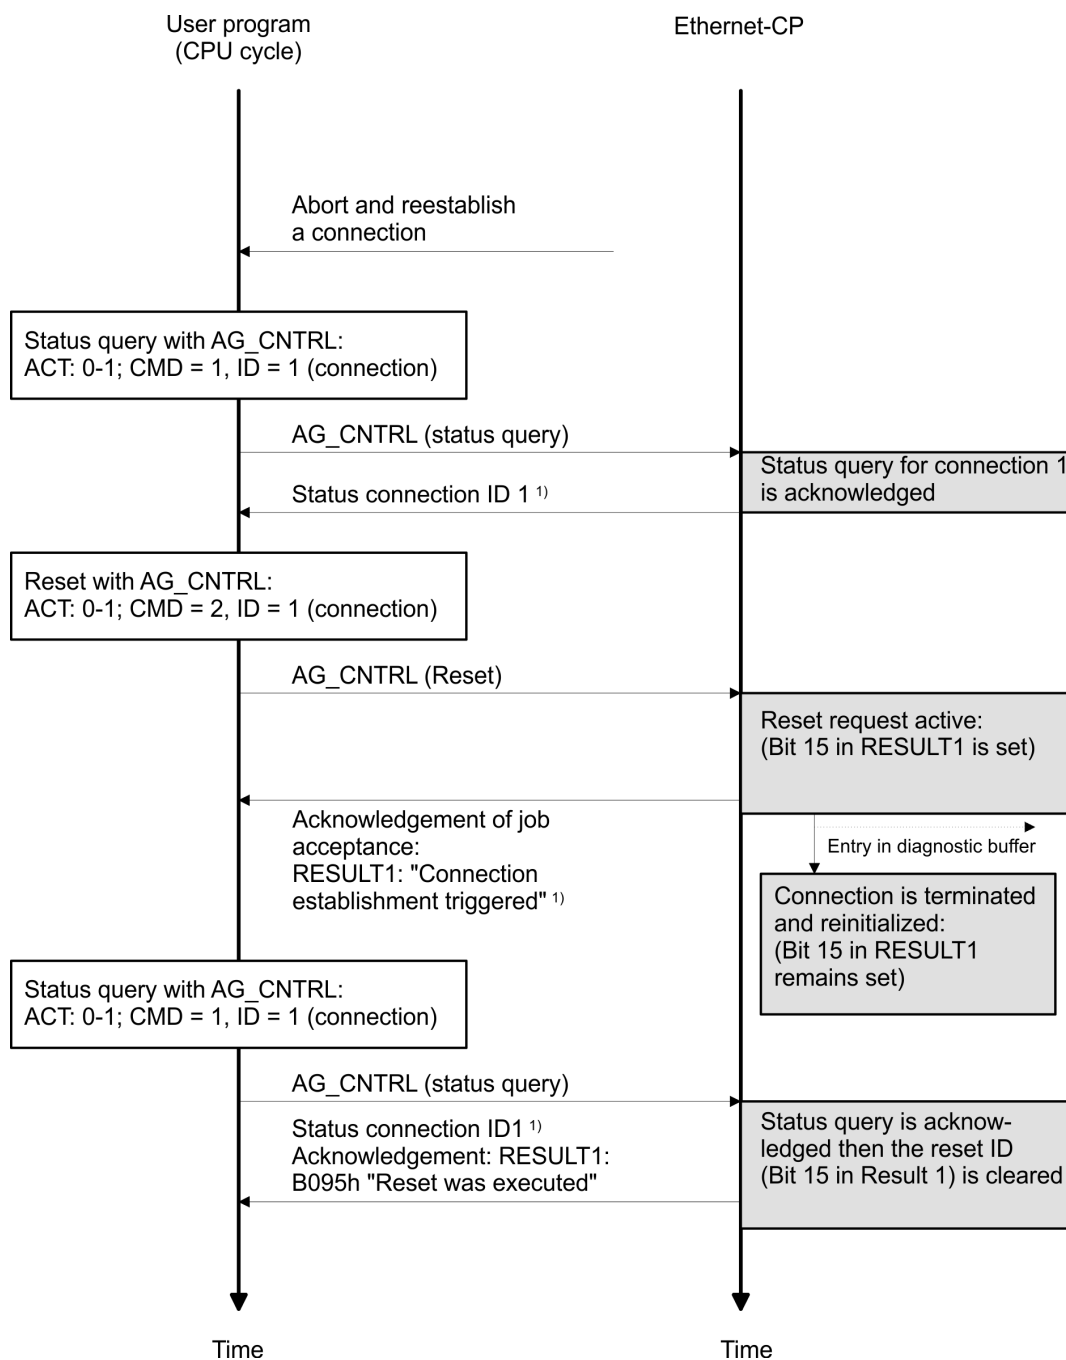 User program
(CPU cycle)
Ethernet-CP
Abort and reestablish
a connection
Status query with AG_CNTRL:
ACT: 0-1; CMD = 1, ID = 1 (connection)
AG_CNTRL (status query)
Status query for connection 1
is acknowledged
Status connection ID 1 1)
Reset with AG_CNTRL:
ACT: 0-1; CMD = 2, ID = 1 (connection)
AG_CNTRL (Reset)
Reset request active:
(Bit 15 in RESULT1 is set)
Acknowledgement of job
acceptance:
RESULT1: "Connection
establishment triggered" 1)
Entry in diagnostic buffer
Connection is terminated
and reinitialized:
(Bit 15 in RESULT1
remains set)
Status query with AG_CNTRL:
ACT: 0-1; CMD = 1, ID = 1 (connection)
AG_CNTRL (status query)
Status connection ID1 1)
Acknowledgement: RESULT1:
B095h "Reset was executed"
Status query is acknow-
ledged then the reset ID
(Bit 15 in Result 1) is cleared
Time
Time